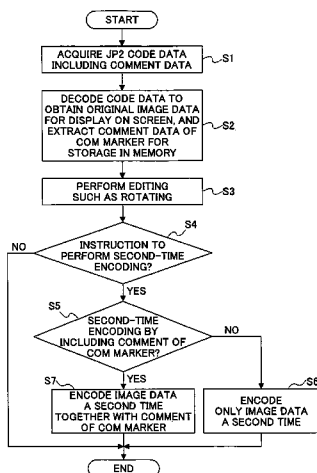 START
ACQUIRE JP2 CODE DATA
INCLUDING COMMENT DATA
S1
DECODE CODE DATA TO
OBTAIN ORIGINAL IMAGE DATA
FOR DISPLAY ON SCREEN, AND
EXTRACT COMMENT DATA OF
COM MARKER FOR
STORAGE IN MEMORY
S2
PERFORM EDITING
SUCH AS ROTATING
S3
S4
NO
INSTRUCTION TO
PERFORM SECOND-TIME
ENCODING?
YES
S5
SECOND-TIME
ENCODING BY
INCLUDING COMMENT OF
COM MARKER?
NO
YES
S7
ENCODE IMAGE DATA
A SECOND TIME
TOGETHER WITH COMMENT
OF COM MARKER
S6
ENCODE
ONLY IMAGE DATA
A SECOND TIME
END